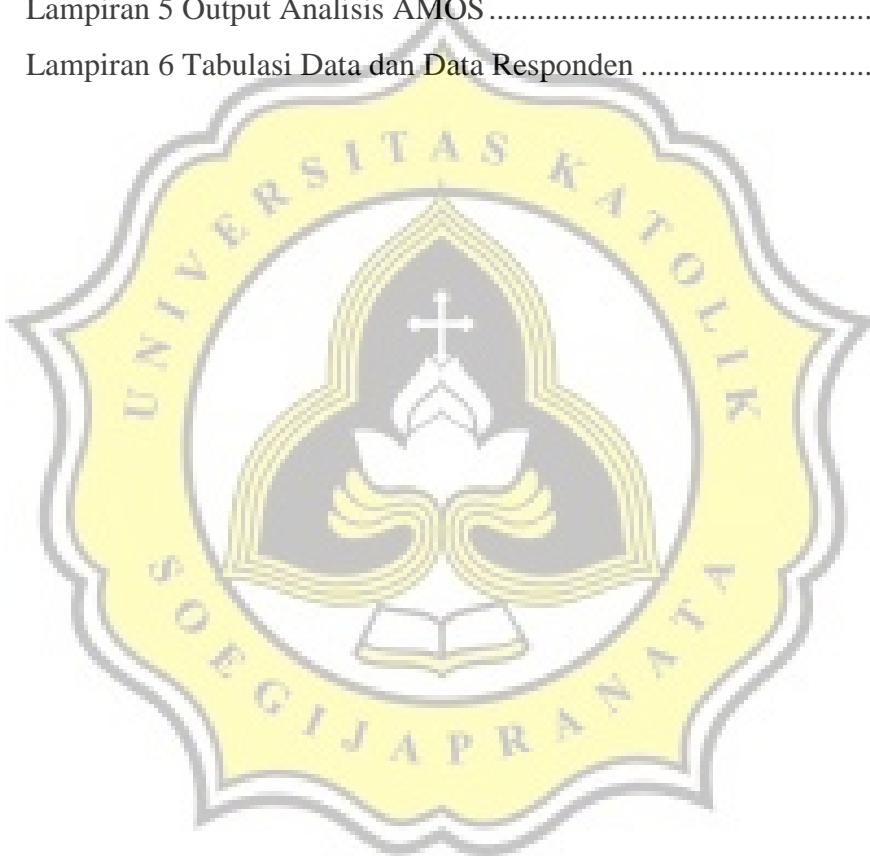 Lampiran 5 Output Analisis AMOS....................................................
Lampiran 6 Tabulasi Data dan Data Responden ..............................
UNIVERSITAS KATOLIK
SOEGIJAPRANATA